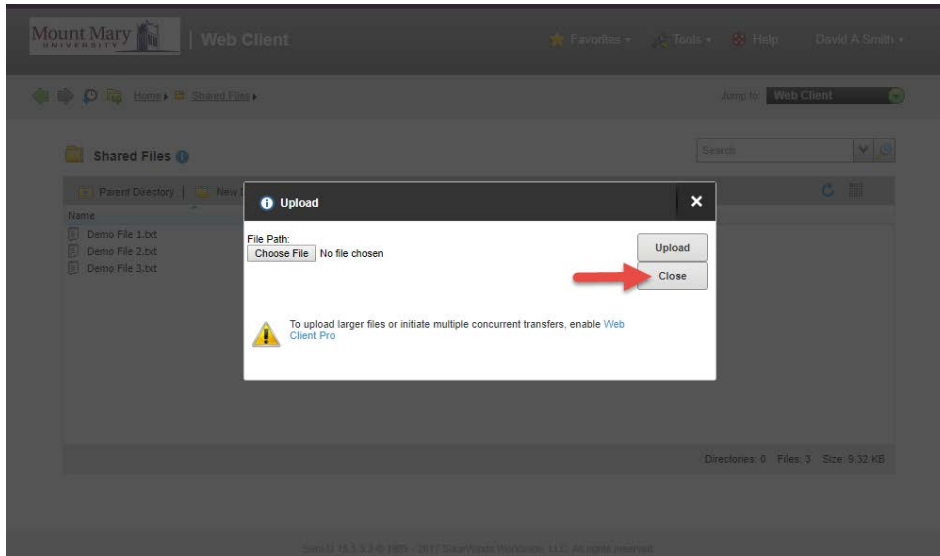 Mount Mary
UNIVERSITY
Web Client
Favorites
Tools
Help
David A Smith
Home
Shared Files
Jump to:
Web Client
Shared Files
Search
Parent Directory
New
Name
Demo File 1.txt
Demo File 2.txt
Demo File 3.txt
Upload
File Path:
Choose File No file chosen
Upload
Close
To upload larger files or initiate multiple concurrent transfers, enable Web
Client Pro
Directories: 0 Files: 3 Size: 9.32 KB
All rights reserved.